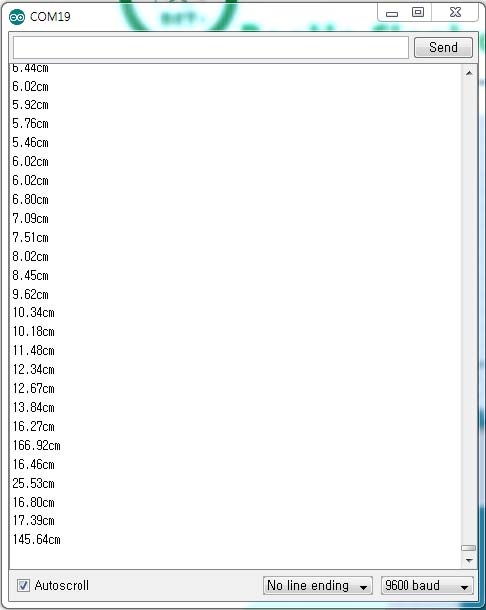 COM19
Send
6.44cm
6.02cm
5.92cm
5.76cm
5.46cm
6.02cm
6.02cm
6.80cm
7.09cm
7.51cm
8.02cm
8.45cm
9.62cm
10.34cm
10.18cm
11.48cm
12.34cm
12.67cm
13.84cm
16.27cm
166.92cm
16.46cm
25.53cm
16.80cm
17.39cm
145.64cm
Autoscroll No line ending 9600 baud